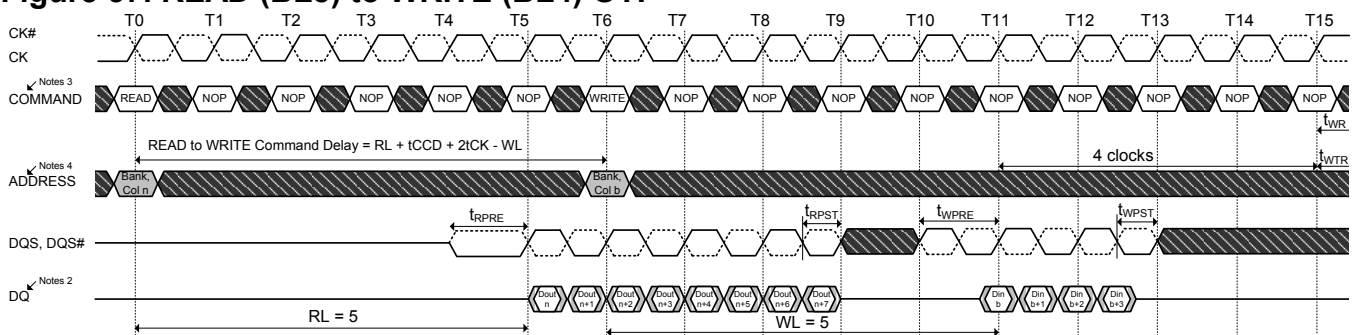 READ (BL8) to WRITE (BL4) OTF
T0 T1 T2 T3 T4 T5 T6 T7 T8 T9 T10 T11 T12 T13 T14 T15
CK#
CK
Notes 3
COMMAND READ NOP NOP NOP NOP NOP WRITE NOP NOP NOP NOP NOP NOP NOP NOP NOP
tWR
READ to WRITE Command Delay = RL + tCCD + 2tCK - WL
4 clocks
tWTR
Notes 4
ADDRESS
Bank,
Col n
Bank,
Col b
tRPRE tRPST tWPRE tWPST
DQS, DQS#
Notes 2
DQ
Dout
n
Dout
n+1
Dout
n+2
Dout
n+3
Dout
n+4
Dout
n+5
Dout
n+6
Dout
n+7
Din
b
Din
b+1
Din
b+2
Din
b+3
RL = 5 WL = 5